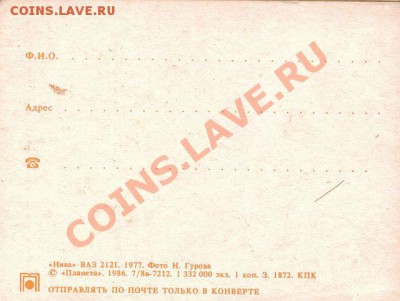 COINS.LAVE.RU
COINS.LAVE.RU
Ф.И.О.
Адрес
COINS.LAVE.RU
«Нива» ВАЗ 2121. 1977. Фото Н. Гурова
© «Планета». 1986. 7/8в-7212. 1 332 000 экз. 1 коп. З. 1872. КПК
ОТПРАВЛЯТЬ ПО ПОЧТЕ ТОЛЬКО В КОНВЕРТЕ